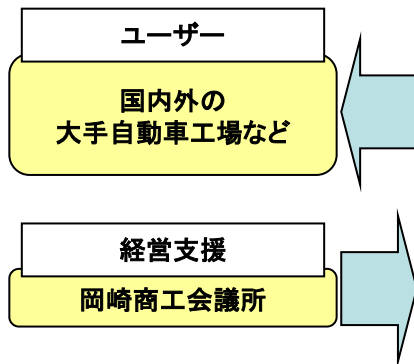 ユーザー
国内外の
大手自動車工場など
経営支援
岡崎商工会議所